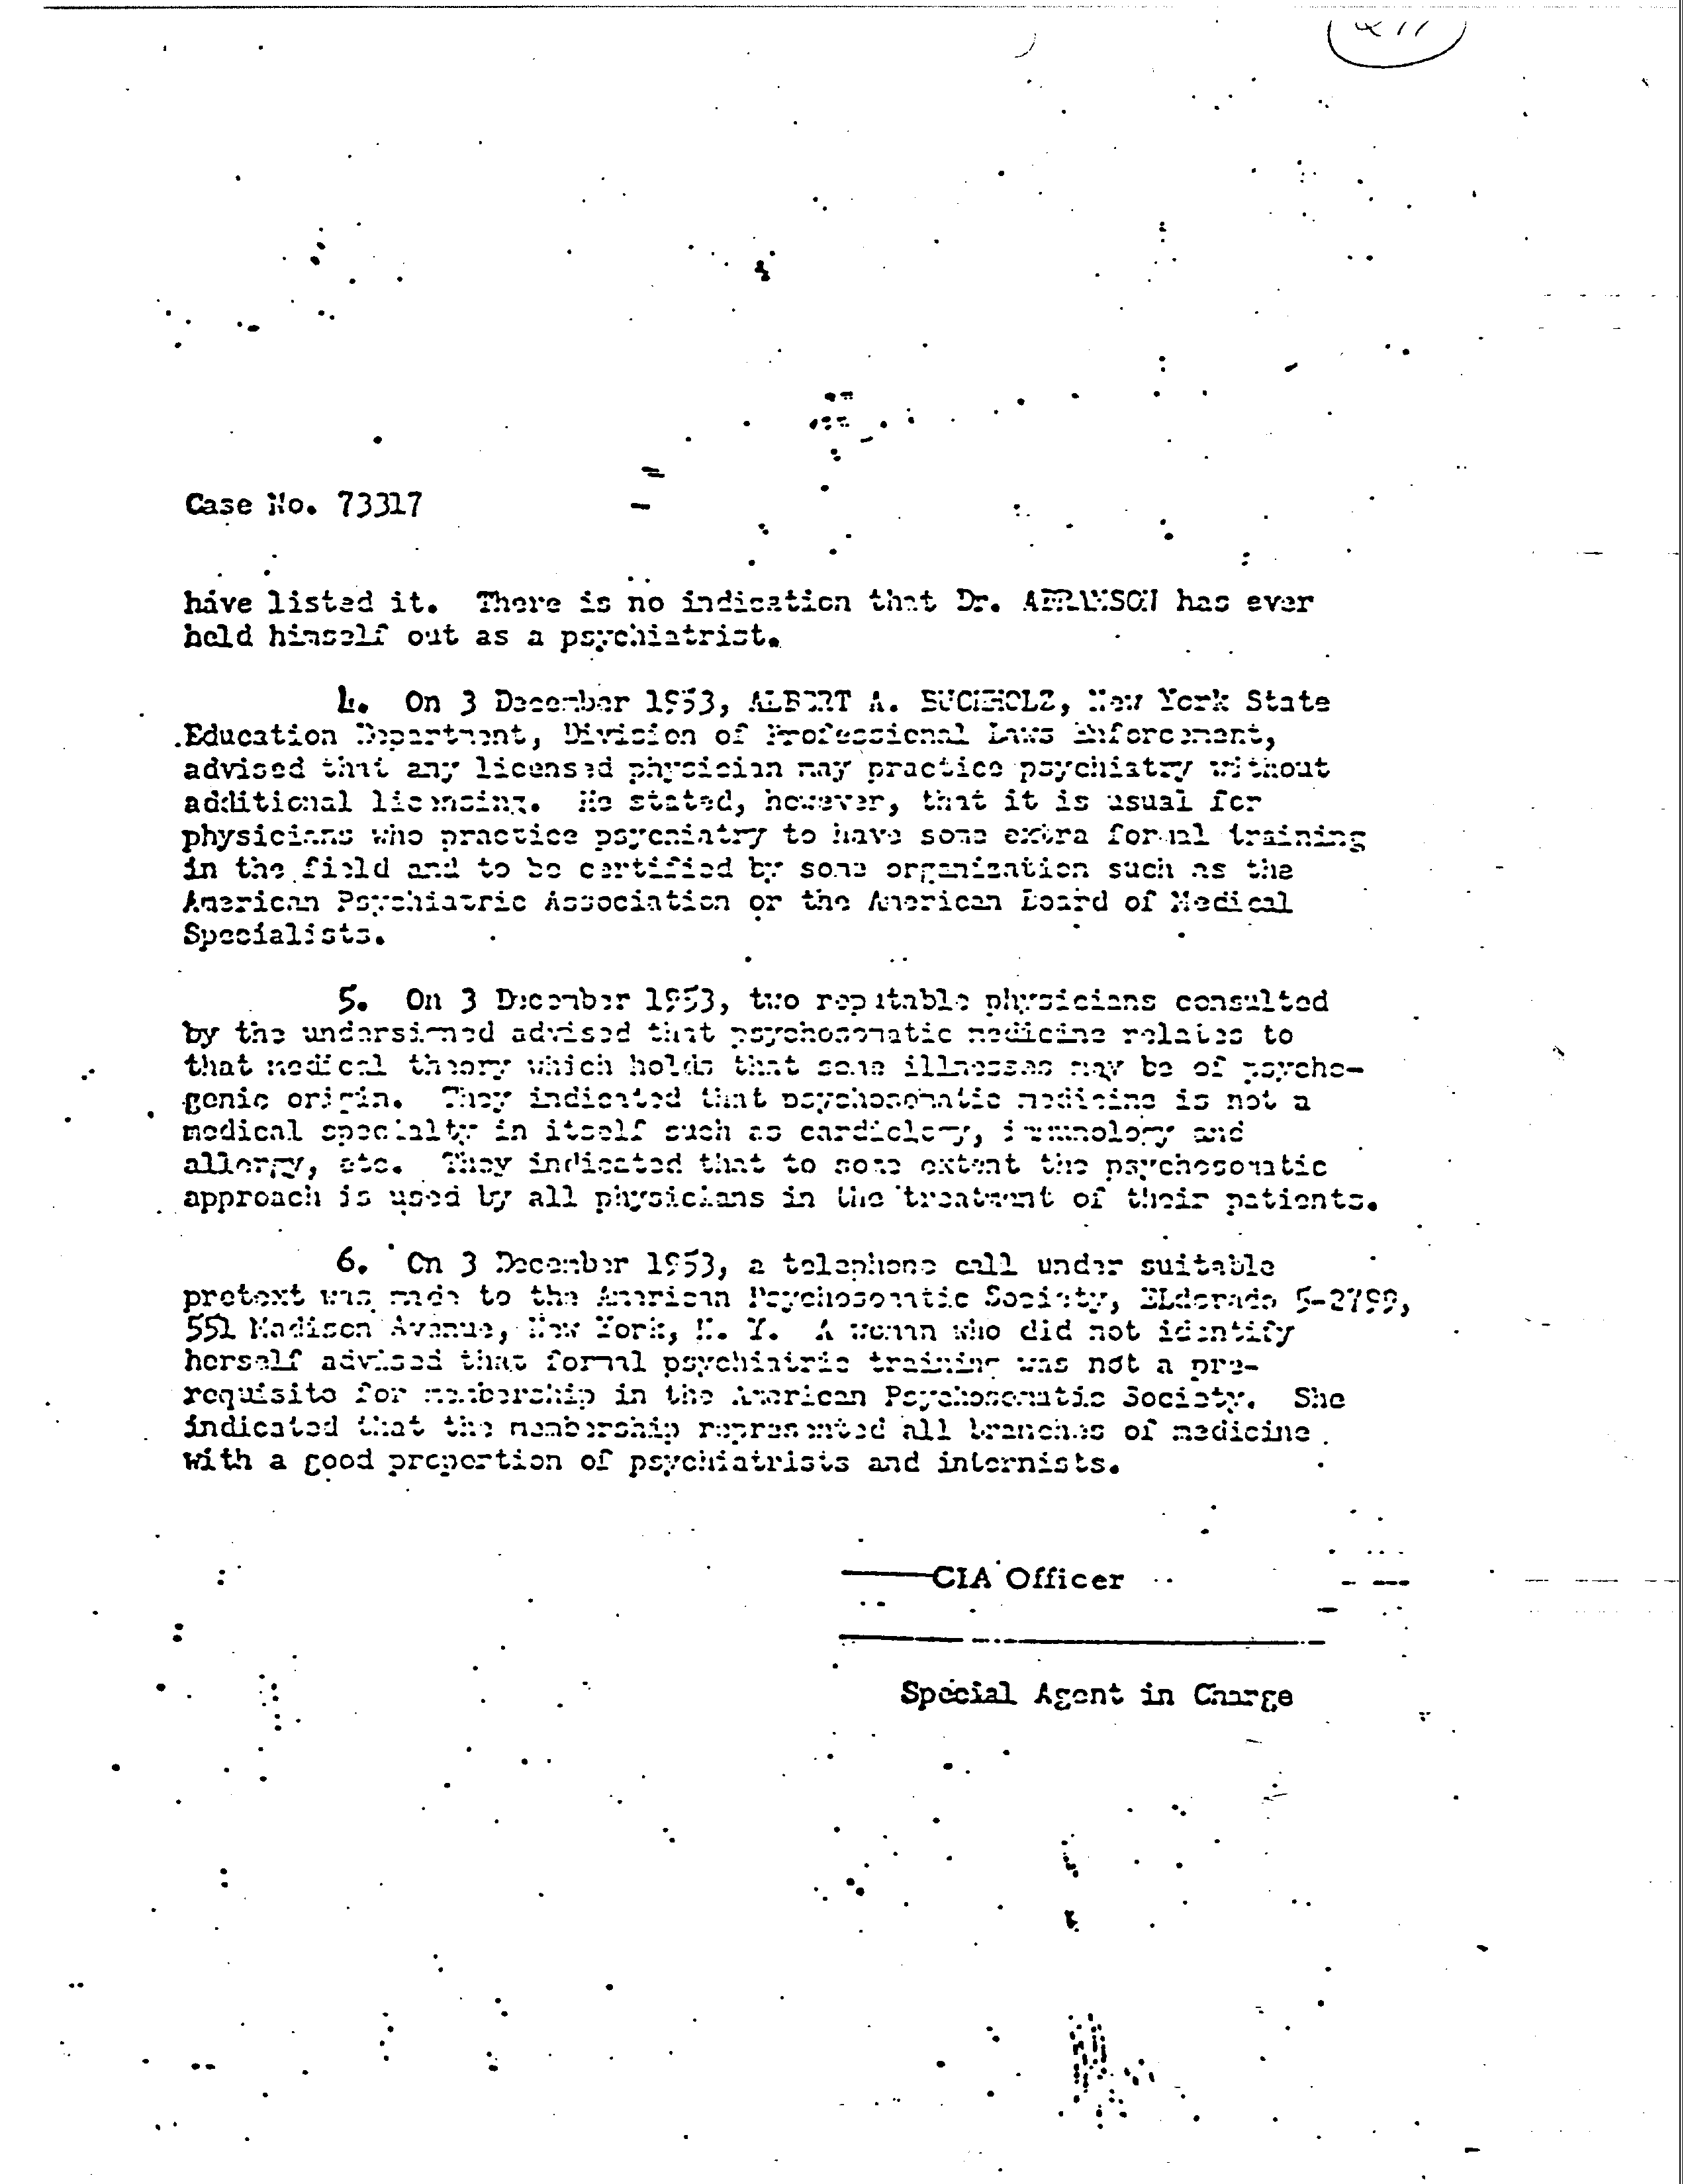 Case No. 73317
have listed it. There is no indication that Dr. ABRAMSON has ever
held himself out as a psychiatrist.
4. On 3 December 1953, ALBERT A. BUCHHOLZ, New York State
Education Department, Division of Professional Laws Enforcement,
advised that any licensed physician may practice psychiatry without
additional licensing. He stated, however, that it is usual for
physicians who practice psychiatry to have some extra formal training
in the field and to be certified by some organization such as the
American Psychiatric Association or the American Board of Medical
Specialists.
5. On 3 December 1953, two reputable physicians consulted
by the undersigned advised that psychosomatic medicine relates to
that medical theory which holds that some illnesses may be of psycho-
genic origin. They indicated that psychosomatic medicine is not a
medical specialty in itself such as cardiology, immunology and
allergy, etc. They indicated that to some extent the psychosomatic
approach is used by all physicians in the treatment of their patients.
6. On 3 December 1953, a telephone call under suitable
pretext was made to the American Psychosomatic Society, ELdorado 5-2799,
551 Madison Avenue, New York, N. Y. A woman who did not identify
herself advised that formal psychiatric training was not a pre-
requisite for membership in the American Psychosomatic Society. She
indicated that the membership represented all branches of medicine
with a good proportion of psychiatrists and internists.
CIA Officer
Special Agent in Charge